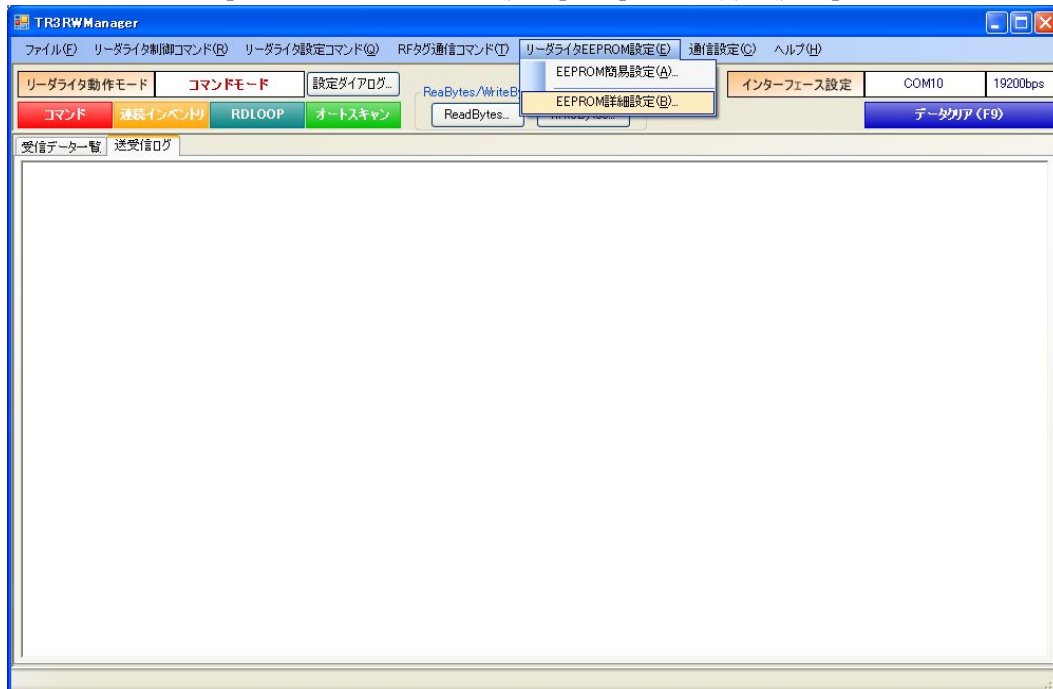 TR3RWManager
ファイル(F) リーダライタ制御コマンド(R) リーダライタ設定コマンド(Q) RFタグ通信コマンド(T) リーダライタEEPROM設定(E) 通信設定(C) ヘルプ(H)
EEPROM簡易設定(A)...
EEPROM詳細設定(B)...
リーダライタ動作モード コマンドモード 設定ダイアログ... ReaBytes/WriteB インターフェース設定 COM10 19200bps
コマンド 連続インベントリ RDLOOP オートスキャン ReadBytes... データクリア (F9)
受信データ一覧 送受信ログ